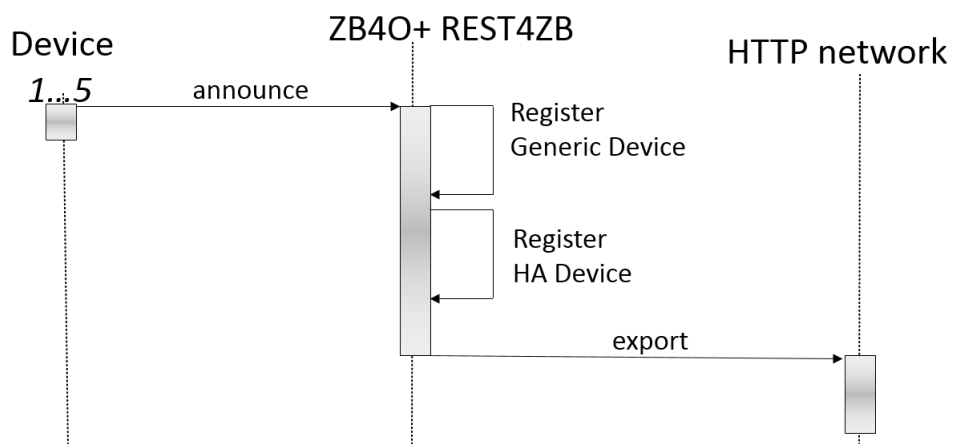 ZB4O+ REST4ZB
Device
1...5
HTTP network
announce
Register
Generic Device
Register
HA Device
export